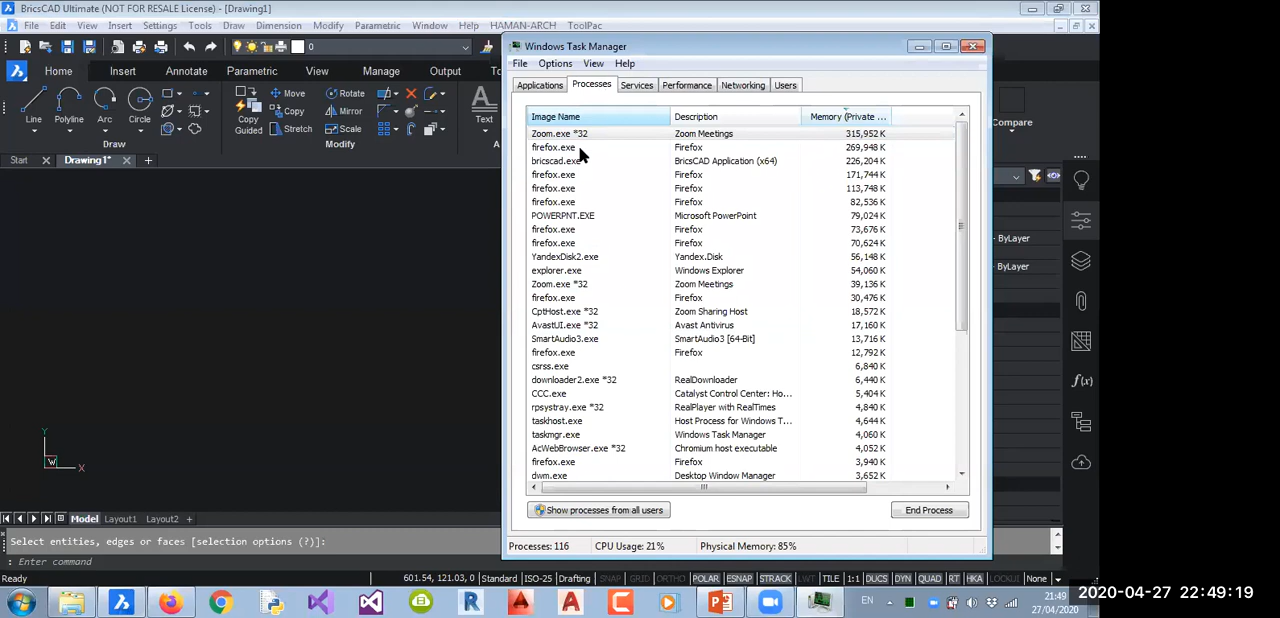 BricsCAD Ultimate (NOT FOR RESALE License) - [Drawing1]
File Edit View Insert Settings Tools Draw Dimension Modify Parametric Window Help HAMAN-ARCH ToolPac
0
Home Insert Annotate Parametric View Manage Output
Line Polyline Arc Circle
Draw
Copy Guided
Move Rotate
Copy Mirror
Stretch Scale
Modify
Text
Compare
Start Drawing1*
Windows Task Manager
File Options View Help
Applications Processes Services Performance Networking Users
Image Name Description Memory (Private ...
Zoom.exe *32 Zoom Meetings 315,952 K
firefox.exe Firefox 269,948 K
bricscad.exe BricsCAD Application (x64) 226,204 K
firefox.exe Firefox 171,744 K
firefox.exe Firefox 113,748 K
firefox.exe Firefox 82,536 K
POWERPNT.EXE Microsoft PowerPoint 79,024 K
firefox.exe Firefox 73,676 K
firefox.exe Firefox 70,624 K
YandexDisk2.exe Yandex.Disk 56,148 K
explorer.exe Windows Explorer 54,060 K
Zoom.exe *32 Zoom Meetings 39,136 K
firefox.exe Firefox 30,476 K
CptHost.exe *32 Zoom Sharing Host 18,572 K
AvastUI.exe *32 Avast Antivirus 17,160 K
SmartAudio3.exe SmartAudio3 [64-Bit] 13,716 K
firefox.exe Firefox 12,792 K
csrss.exe 6,840 K
downloader2.exe *32 RealDownloader 6,440 K
CCC.exe Catalyst Control Center: Ho... 5,404 K
rpsystray.exe *32 RealPlayer with RealTimes 4,840 K
taskhost.exe Host Process for Windows T... 4,644 K
taskmgr.exe Windows Task Manager 4,060 K
AcWebBrowser.exe *32 Chromium host executable 4,052 K
firefox.exe Firefox 3,940 K
dwm.exe Desktop Window Manager 3,652 K
Show processes from all users End Process
Processes: 116 CPU Usage: 21% Physical Memory: 85%
ByLayer
ByLayer
f(x)
Y
W X
Model Layout1 Layout2 +
Select entities, edges or faces [selection options (?)]:
: Enter command
Ready 601.54, 121.03, 0 Standard ISO-25 Drafting SNAP GRID ORTHO POLAR ESNAP STRACK LWT TILE 1:1 DUCS DYN QUAD RT HKA LOCKUI None
EN 21:49
27/04/2020
2020-04-27 22:49:19